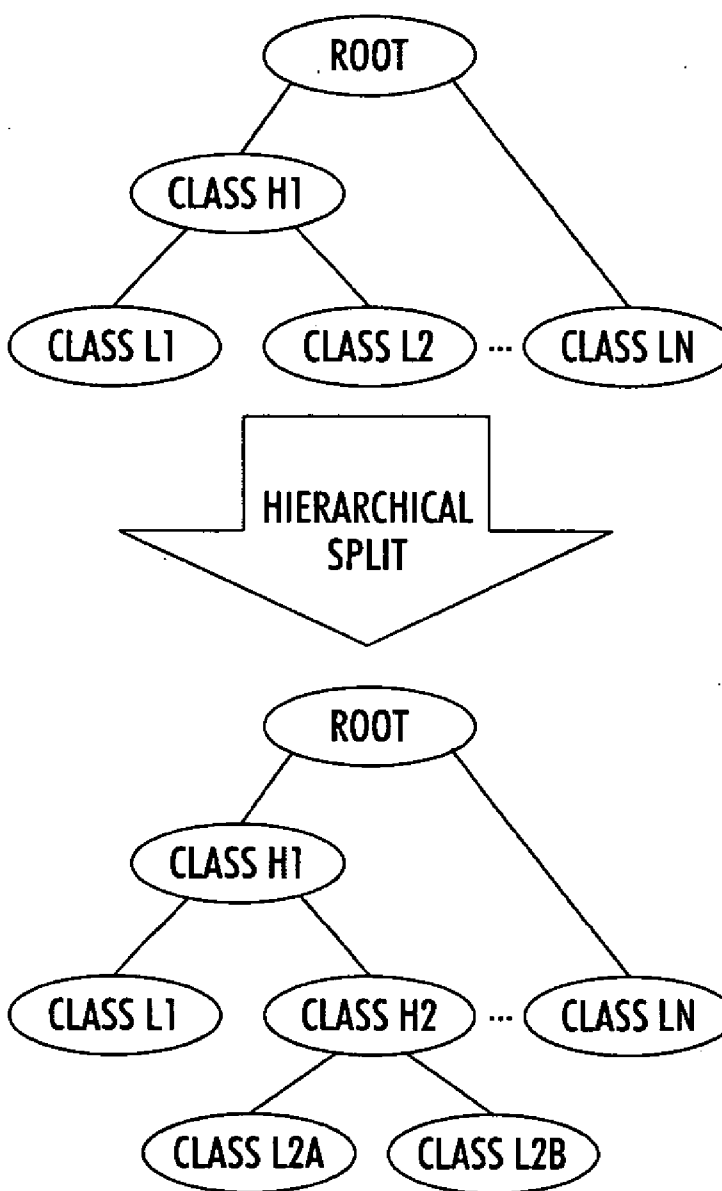 ROOT
CLASS H1
CLASS L1 CLASS L2 ... CLASS LN
HIERARCHICAL
SPLIT
ROOT
CLASS H1
CLASS L1 CLASS H2 ... CLASS LN
CLASS L2A CLASS L2B